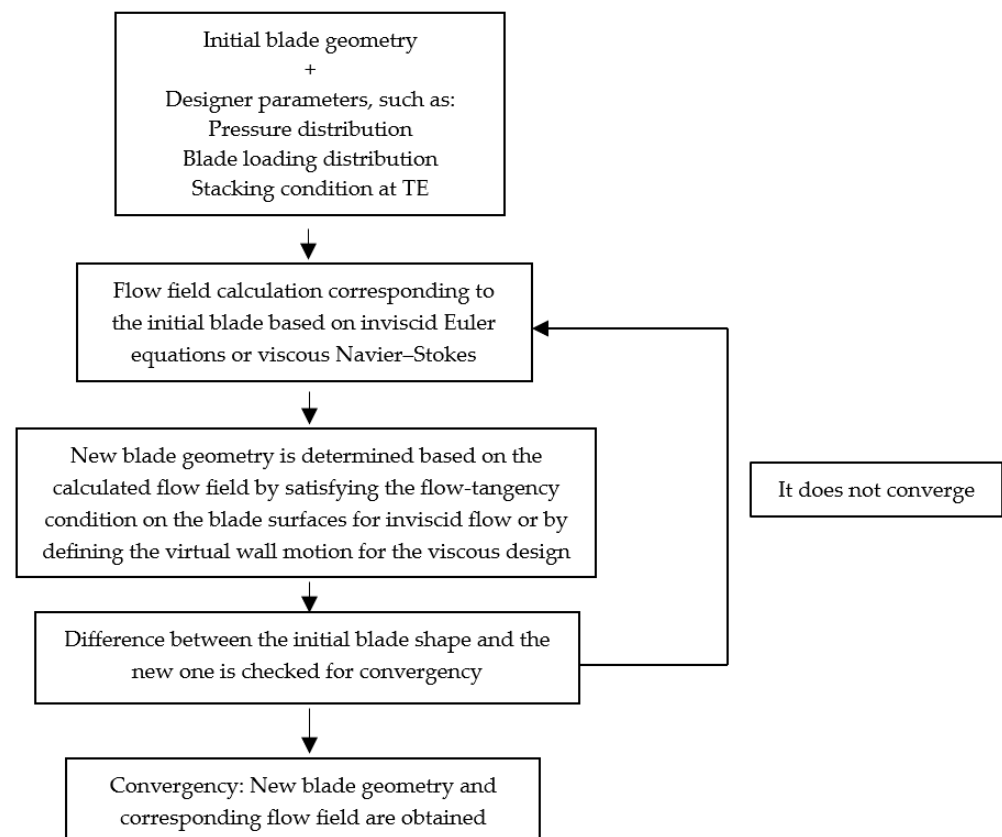 Initial blade geometry
+
Designer parameters, such as:
Pressure distribution
Blade loading distribution
Stacking condition at TE
Flow field calculation corresponding to
the initial blade based on inviscid Euler
equations or viscous Navier–Stokes
New blade geometry is determined based on the
calculated flow field by satisfying the flow-tangency
condition on the blade surfaces for inviscid flow or by
defining the virtual wall motion for the viscous design
It does not converge
Difference between the initial blade shape and the
new one is checked for convergency
Convergency: New blade geometry and
corresponding flow field are obtained